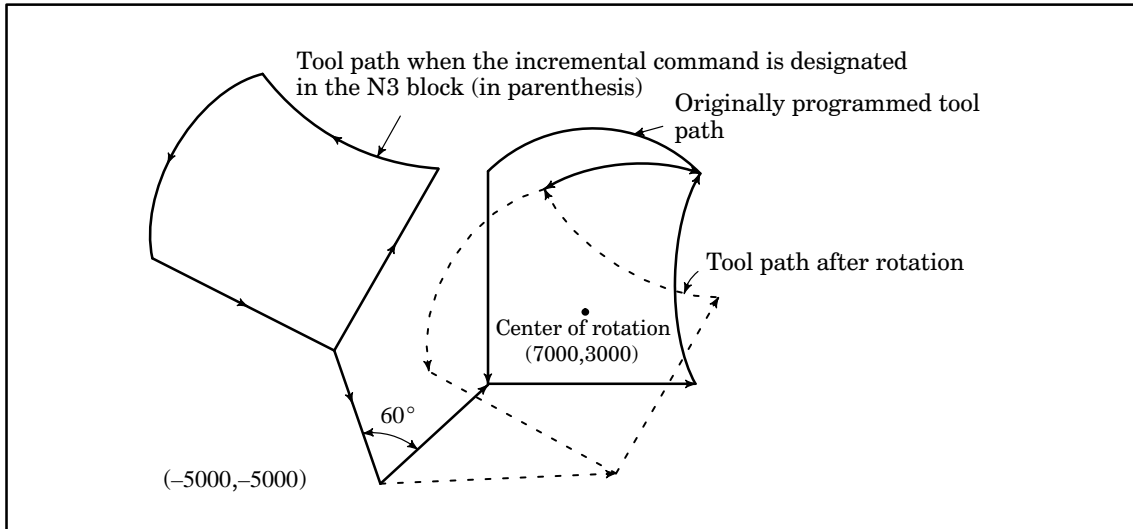 Tool path when the incremental command is designated
in the N3 block (in parenthesis)
Originally programmed tool
path
Tool path after rotation
Center of rotation
(7000,3000)
60°
(–5000,–5000)